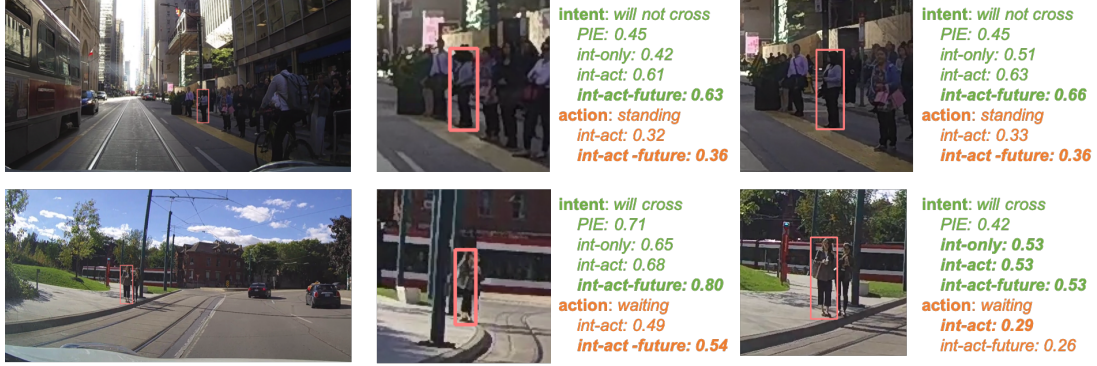 intent: will not cross
PIE: 0.45
int-only: 0.42
int-act: 0.61
int-act-future: 0.63
action: standing
int-act: 0.32
int-act -future: 0.36
intent: will not cross
PIE: 0.45
int-only: 0.51
int-act: 0.63
int-act-future: 0.66
action: standing
int-act: 0.33
int-act -future: 0.36
intent: will cross
PIE: 0.71
int-only: 0.65
int-act: 0.68
int-act-future: 0.80
action: waiting
int-act: 0.49
int-act -future: 0.54
intent: will cross
PIE: 0.42
int-only: 0.53
int-act: 0.53
int-act-future: 0.53
action: waiting
int-act: 0.29
int-act-future: 0.26